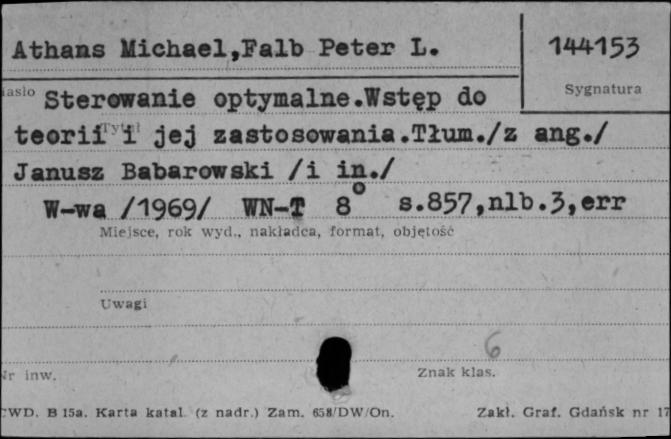 Athans Michael,Falb Peter L. 144153
Sygnatura
Sterowanie optymalne.Wstęp do
Tytuł
teorii i jej zastosowania.Tłum./z ang./
Janusz Babarowski /i in./
W-wa /1969/ WN-T 8° s.857,nlb.3,err
Miejsce, rok wyd., nakładca, format, objętość
Uwagi
6
Nr inw. Znak klas.
CWD. B 15a. Karta katal. (z nadr.) Zam. 658/DW/On. Zakł. Graf. Gdańsk nr 17